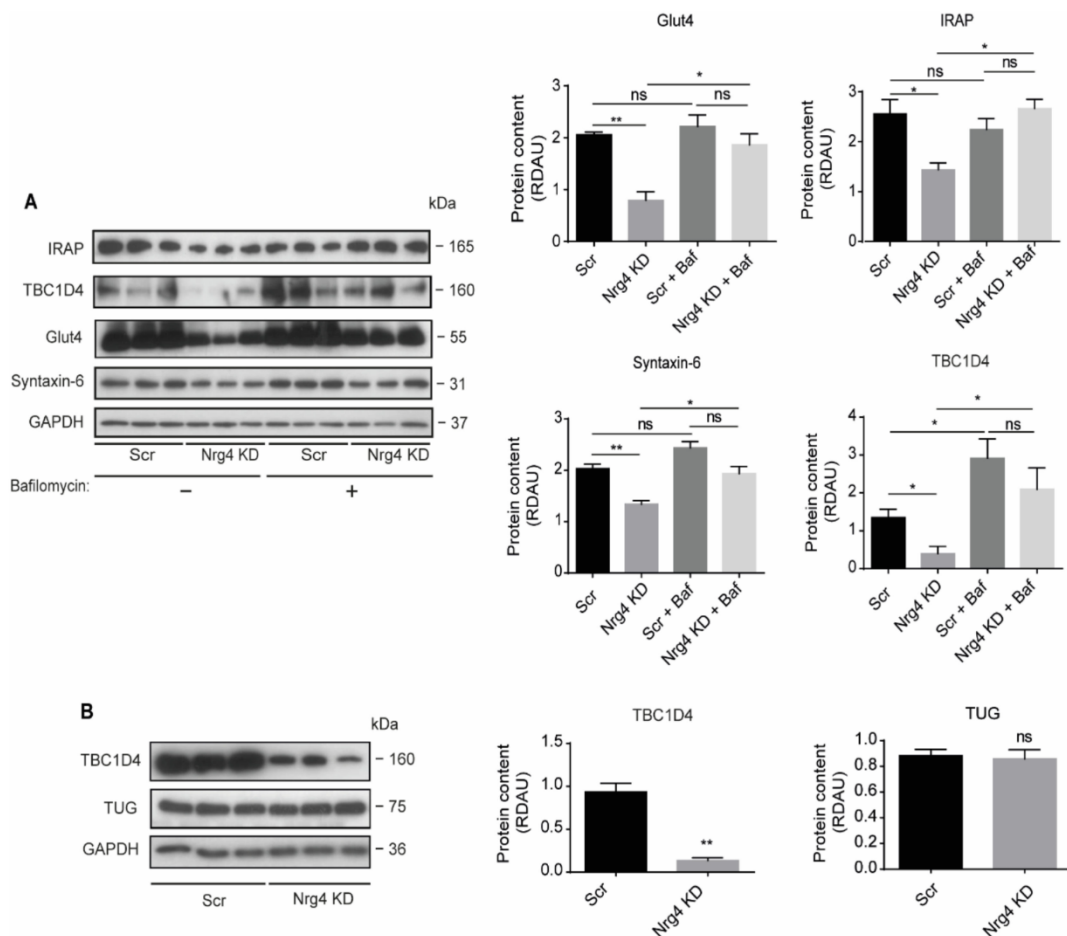 A
kDa
IRAP
165
TBC1D4
160
Glut4
55
Syntaxin-6
31
GAPDH
37
Scr Nrg4 KD Scr Nrg4 KD
Bafilomycin: – +
Glut4
Protein content
(RDAU)
3
2
1
0
* 
ns ns
**
Scr
Nrg4 KD
Scr + Baf
Nrg4 KD + Baf
IRAP
Protein content
(RDAU)
3
2
1
0
*
ns ns
*
Scr
Nrg4 KD
Scr + Baf
Nrg4 KD + Baf
Syntaxin-6
Protein content
(RDAU)
3
2
1
0
*
ns ns
**
Scr
Nrg4 KD
Scr + Baf
Nrg4 KD + Baf
TBC1D4
Protein content
(RDAU)
4
3
2
1
0
*
* ns
*
Scr
Nrg4 KD
Scr + Baf
Nrg4 KD + Baf
B
kDa
TBC1D4
160
TUG
75
GAPDH
36
Scr Nrg4 KD
TBC1D4
Protein content
(RDAU)
1.5
1.0
0.5
0.0
**
Scr
Nrg4 KD
TUG
Protein content
(RDAU)
1.0
0.8
0.6
0.4
0.2
0.0
ns
Scr
Nrg4 KD